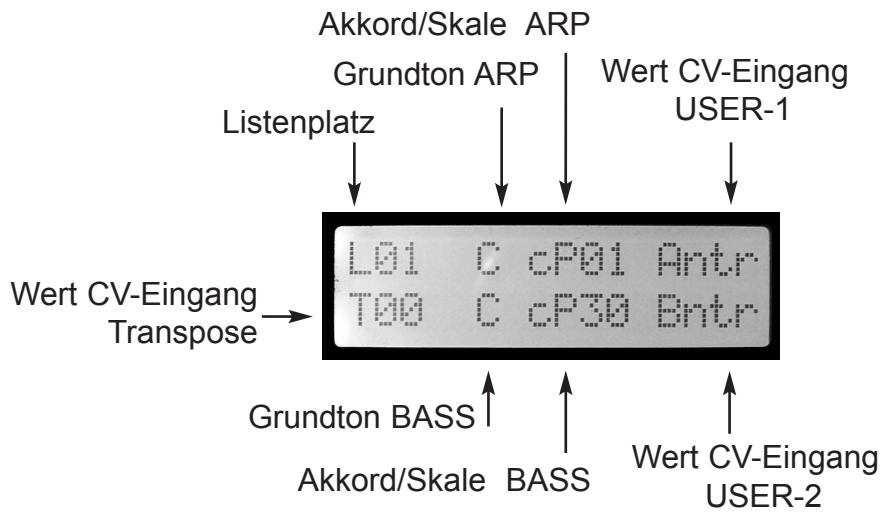 Akkord/Skale ARP
Grundton ARP
Wert CV-Eingang
USER-1
Listenplatz
L01 C cP01 Antr
T00 C cP30 Bntr
Wert CV-Eingang
Transpose
Grundton BASS
Akkord/Skale BASS
Wert CV-Eingang
USER-2